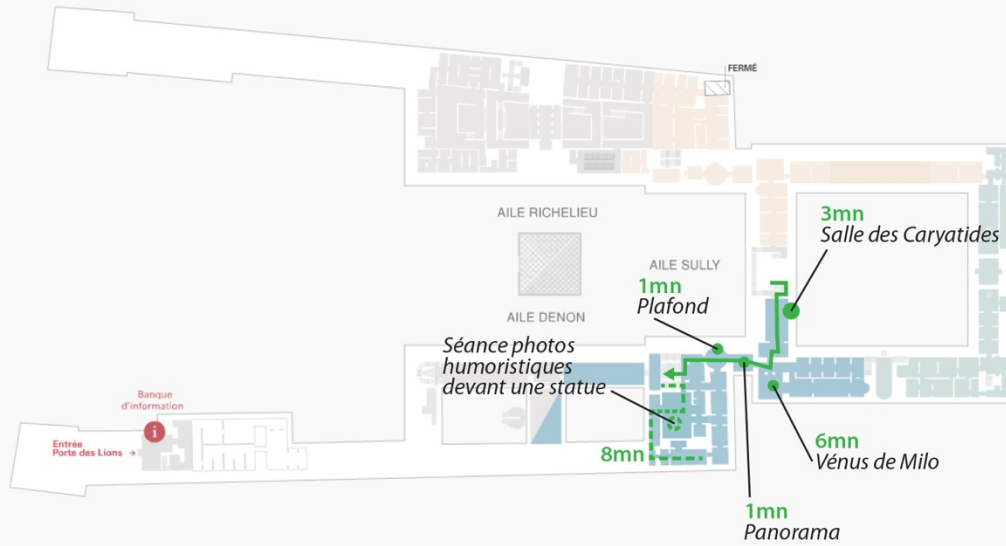 FERMÉ
AILE RICHELIEU
3mn
Salle des Caryatides
AILE SULLY
1mn
Plafond
AILE DENON
Séance photos
humoristiques
devant une statue
Banque
d'information
i
Entrée
Porte des Lions
8mn
6mn
Vénus de Milo
1mn
Panorama